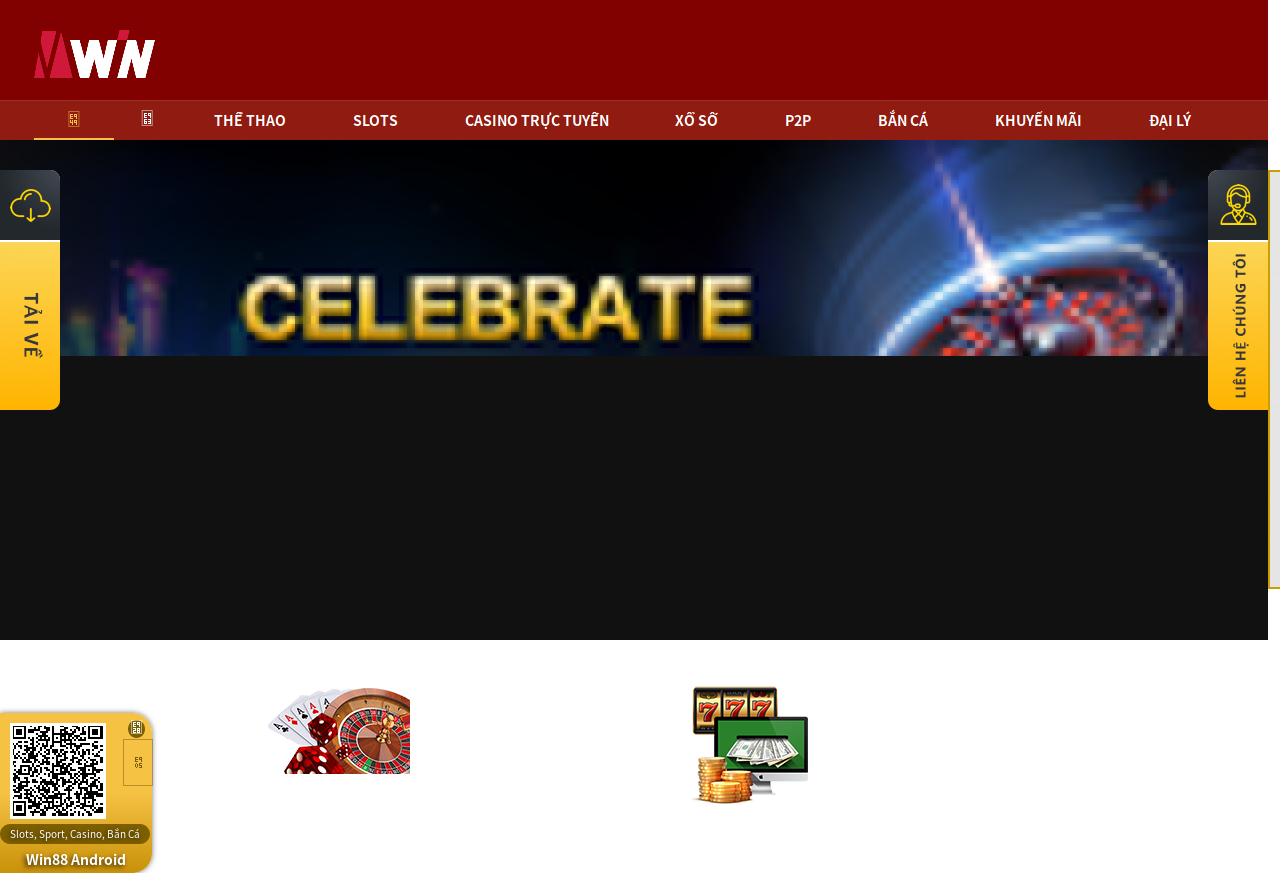 WIN
THỂ THAO SLOTS CASINO TRỰC TUYẾN XỔ SỐ P2P BẮN CÁ KHUYẾN MÃI ĐẠI LÝ
CELEBRATE
TẢI VỀ
LIÊN HỆ CHÚNG TÔI
Slots, Sport, Casino, Bắn Cá
Win88 Android